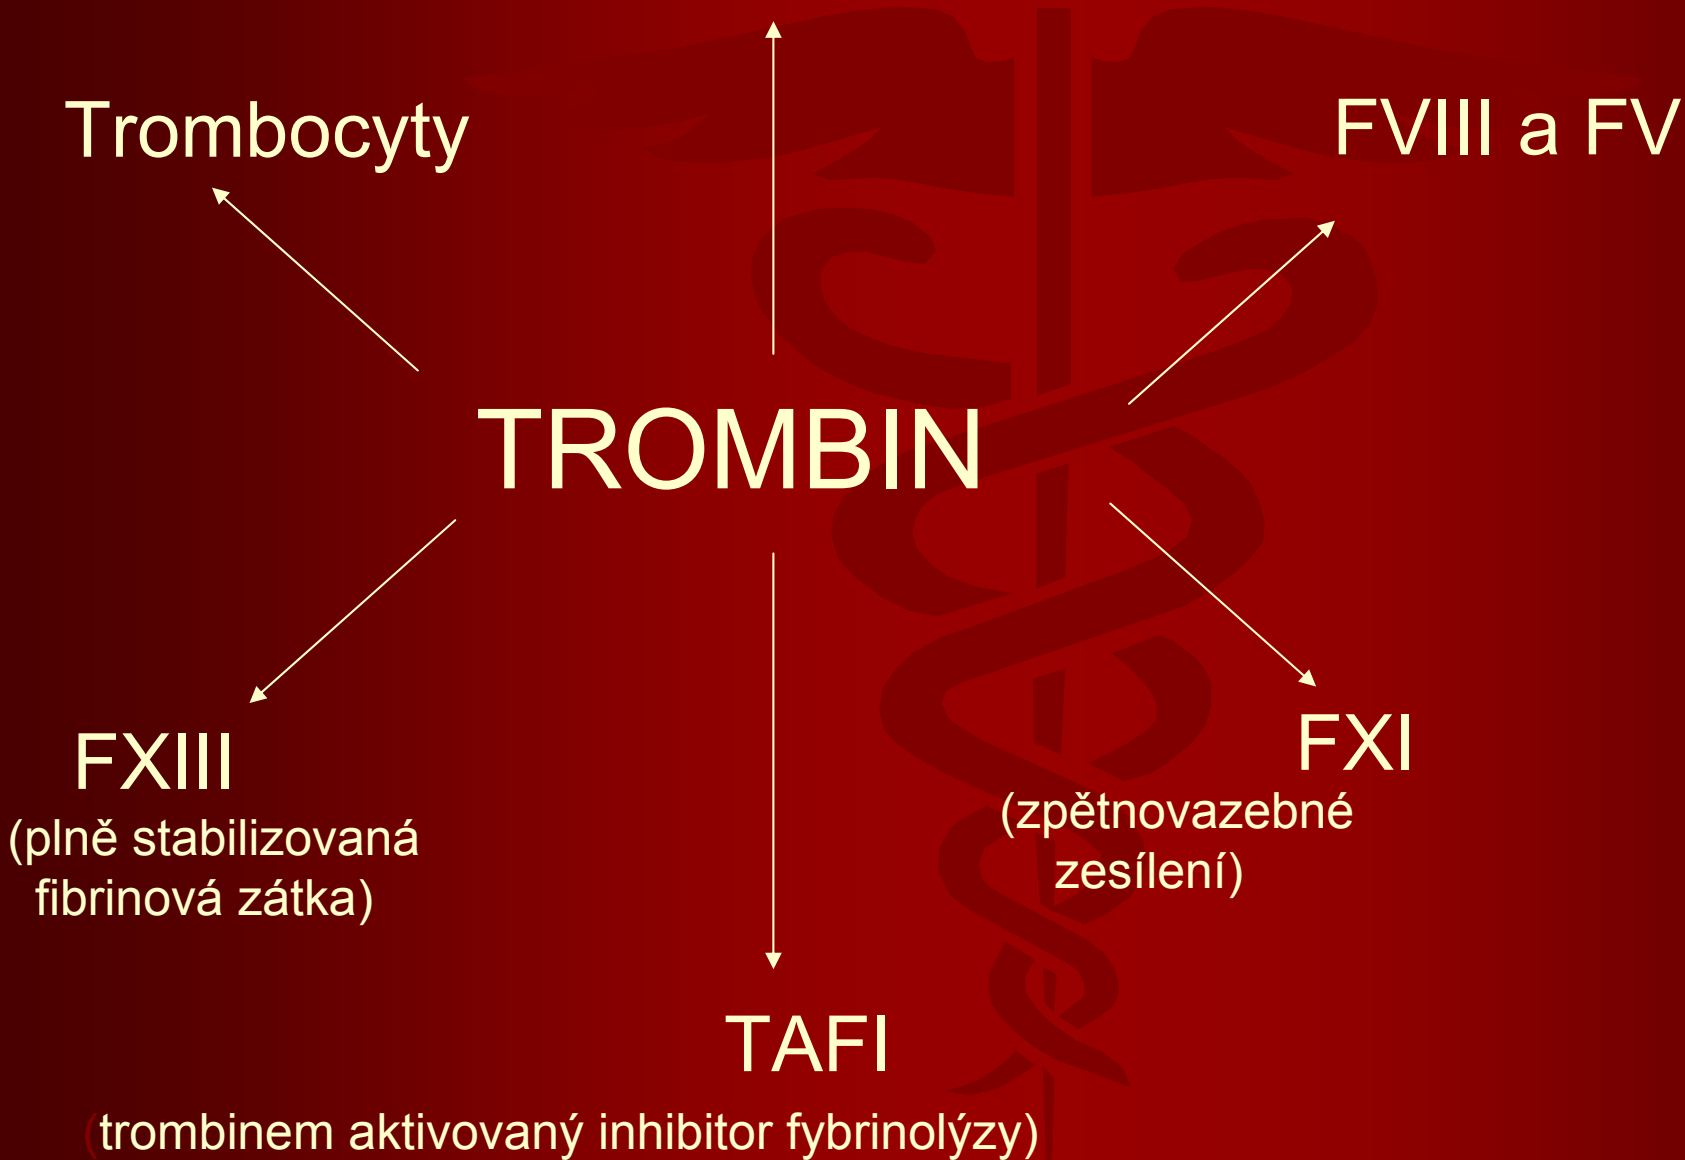 Trombocyty
FVIII a FV
TROMBIN
FXIII
(plně stabilizovaná
fibrinová zátka)
FXI
(zpětnovazebné
zesílení)
TAFI
(trombinem aktivovaný inhibitor fybrinolýzy)